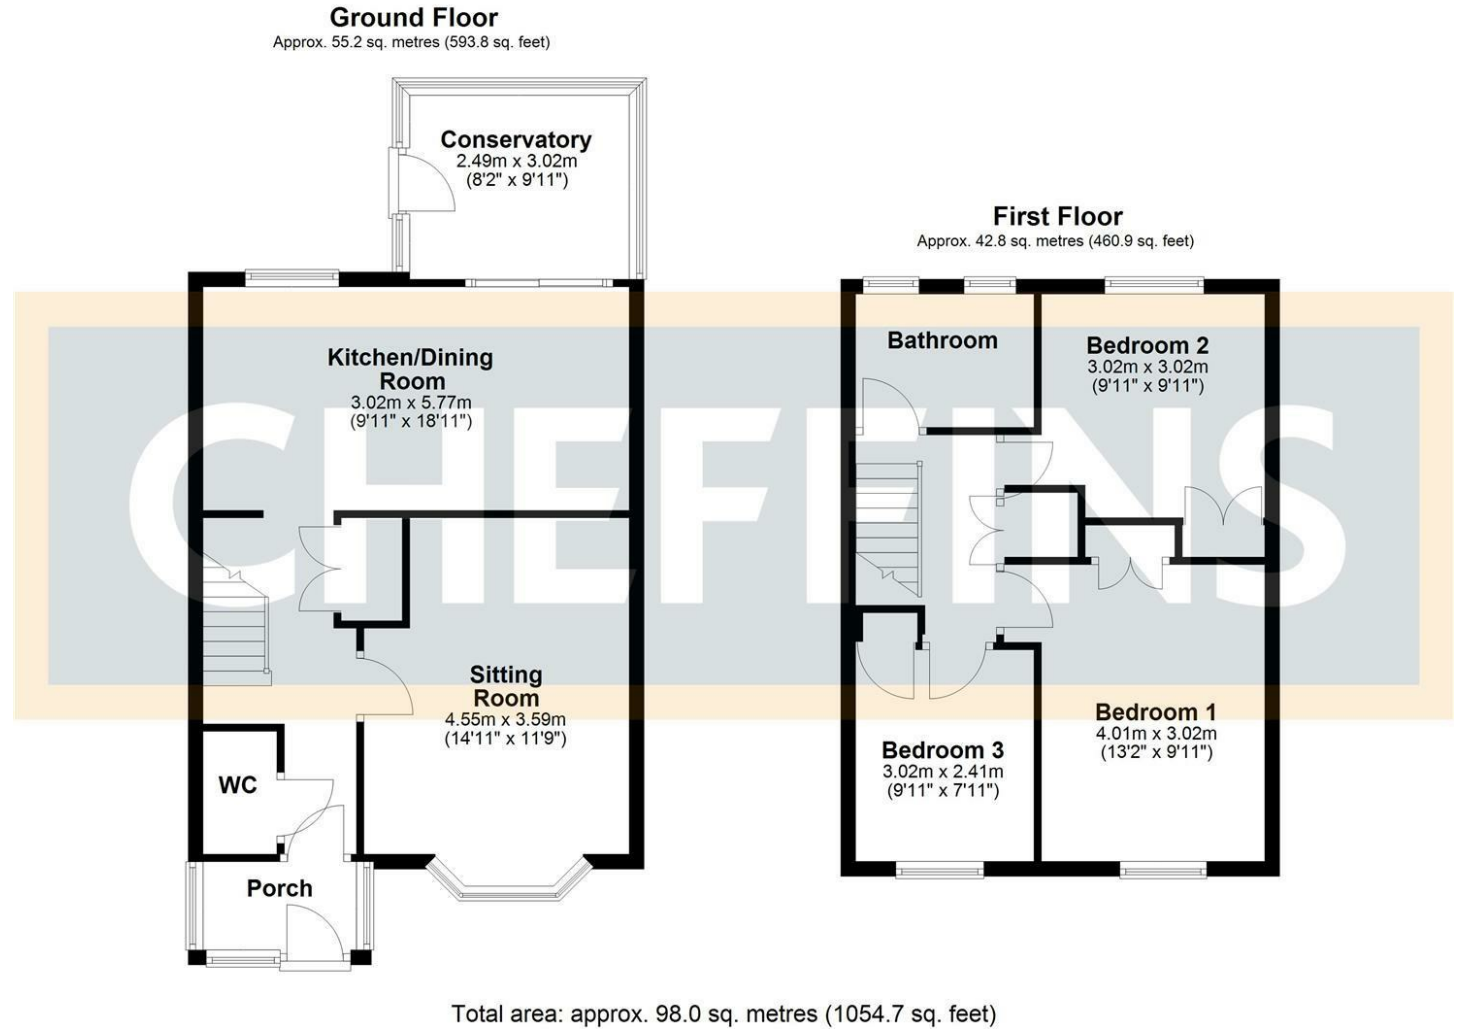 Ground Floor
Approx. 55.2 sq. metres (593.8 sq. feet)
Conservatory
2.49m x 3.02m
(8'2" x 9'11")
Kitchen/Dining
Room
3.02m x 5.77m
(9'11" x 18'11")
Sitting
Room
4.55m x 3.59m
(14'11" x 11'9")
WC
Porch
First Floor
Approx. 42.8 sq. metres (460.9 sq. feet)
Bathroom
Bedroom 2
3.02m x 3.02m
(9'11" x 9'11")
Bedroom 1
4.01m x 3.02m
(13'2" x 9'11")
Bedroom 3
3.02m x 2.41m
(9'11" x 7'11")
CHEFFINS
Total area: approx. 98.0 sq. metres (1054.7 sq. feet)